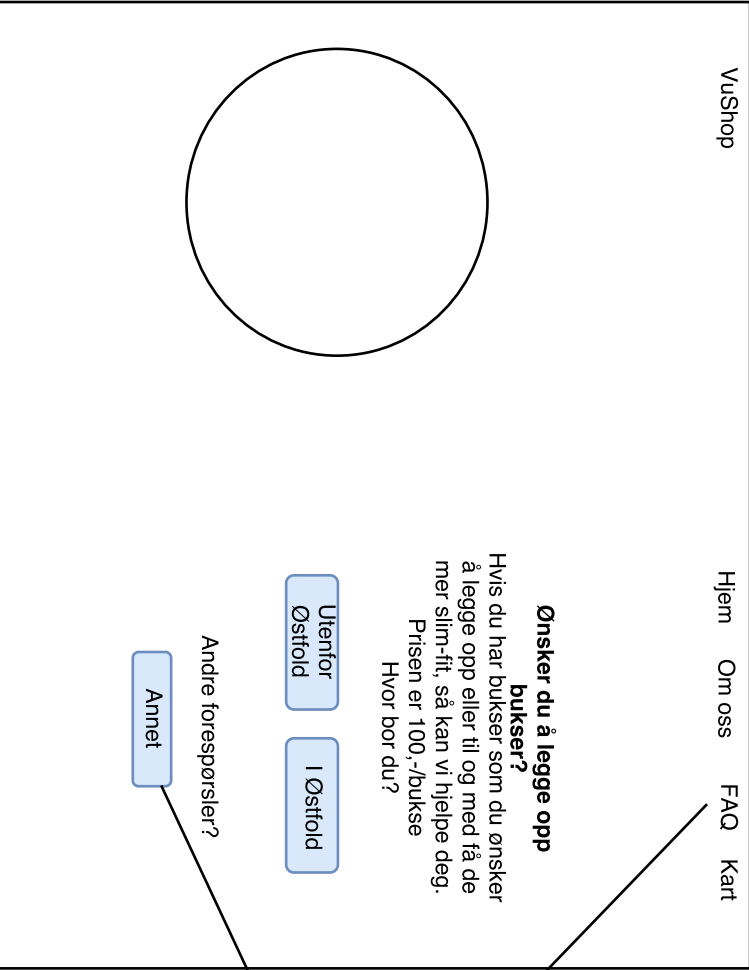 VuShop
Hjem
Om oss
FAQ
Kart
Ønsker du å legge opp
bukser?
Hvis du har bukser som du ønsker
å legge opp eller til og med få de
mer slim-fit, så kan vi hjelpe deg.
Prisen er 100,-/bukse
Hvor bor du?
Utenfor
Østfold
I Østfold
Andre forespørsler?
Annet